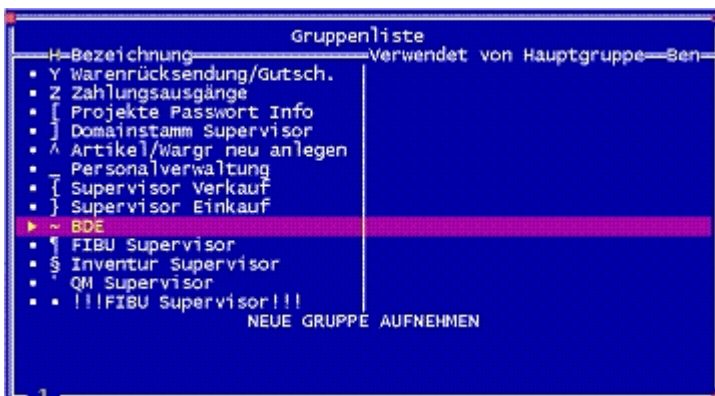 Gruppenliste
H Bezeichnung Verwendet von Hauptgruppe Ben
• Y Warenrücksendung/Gutsch.
• Z Zahlungsausgänge
• [ Projekte Passwort Info
• ] Domainstamm Supervisor
• ^ Artikel/Wargr neu anlegen
• _ Personalverwaltung
• { Supervisor Verkauf
• } Supervisor Einkauf
► ~ BDE
• ¶ FIBU Supervisor
• § Inventur Supervisor
• ' QM Supervisor
• • !!!FIBU Supervisor!!!
NEUE GRUPPE AUFNEHMEN
1